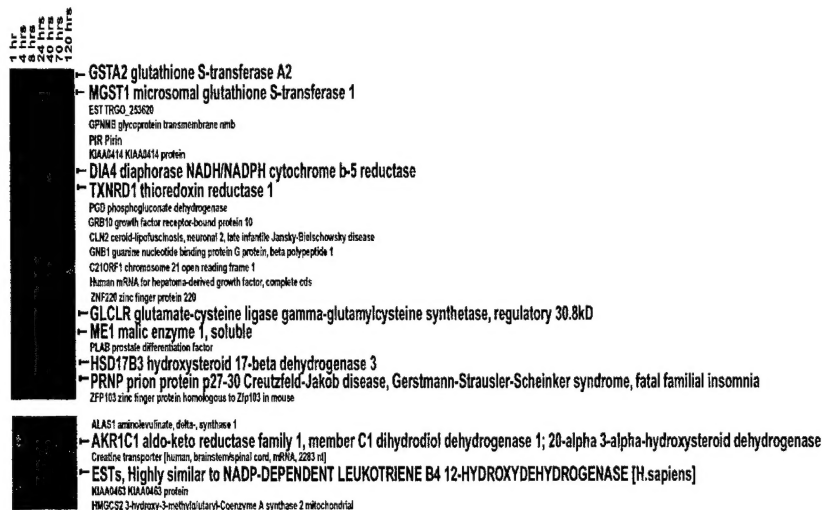 1 hr
4 hrs
8 hrs
24 hrs
40 hrs
70 hrs
120 hrs
GSTA2 glutathione S-transferase A2
MGST1 microsomal glutathione S-transferase 1
EST TRGO_253620
GPNMB glycoprotein transmembrane nmb
PIR Pirin
KIAA0414 KIAA0414 protein
DIA4 diaphorase NADH/NADPH cytochrome b-5 reductase
TXNRD1 thioredoxin reductase 1
PGD phosphogluconate dehydrogenase
GRB10 growth factor receptor-bound protein 10
CLN2 ceroid-lipofuscinosis, neuronal 2, late infantile Jansky-Bielschowsky disease
GNB1 guanine nucleotide binding protein G protein, beta polypeptide 1
C21ORF1 chromosome 21 open reading frame 1
Human mRNA for hepatoma-derived growth factor, complete cds
ZNF220 zinc finger protein 220
GLCLR glutamate-cysteine ligase gamma-glutamylcysteine synthetase, regulatory 30.8kD
ME1 malic enzyme 1, soluble
PLAB prostate differentiation factor
HSD17B3 hydroxysteroid 17-beta dehydrogenase 3
PRNP prion protein p27-30 Creutzfeld-Jakob disease, Gerstmann-Strausler-Scheinker syndrome, fatal familial insomnia
ZFP103 zinc finger protein homologous to Zfp103 in mouse
ALAS1 aminolevulinate, delta-, synthase 1
AKR1C1 aldo-keto reductase family 1, member C1 dihydrodiol dehydrogenase 1; 20-alpha 3-alpha-hydroxysteroid dehydrogenase
Creatine transporter [human, brainstem/spinal cord, mRNA, 2283 nt]
ESTs, Highly similar to NADP-DEPENDENT LEUKOTRIENE B4 12-HYDROXYDEHYDROGENASE [H.sapiens]
KIAA0463 KIAA0463 protein
HMGCS2 3-hydroxy-3-methylglutaryl-Coenzyme A synthase 2 mitochondrial